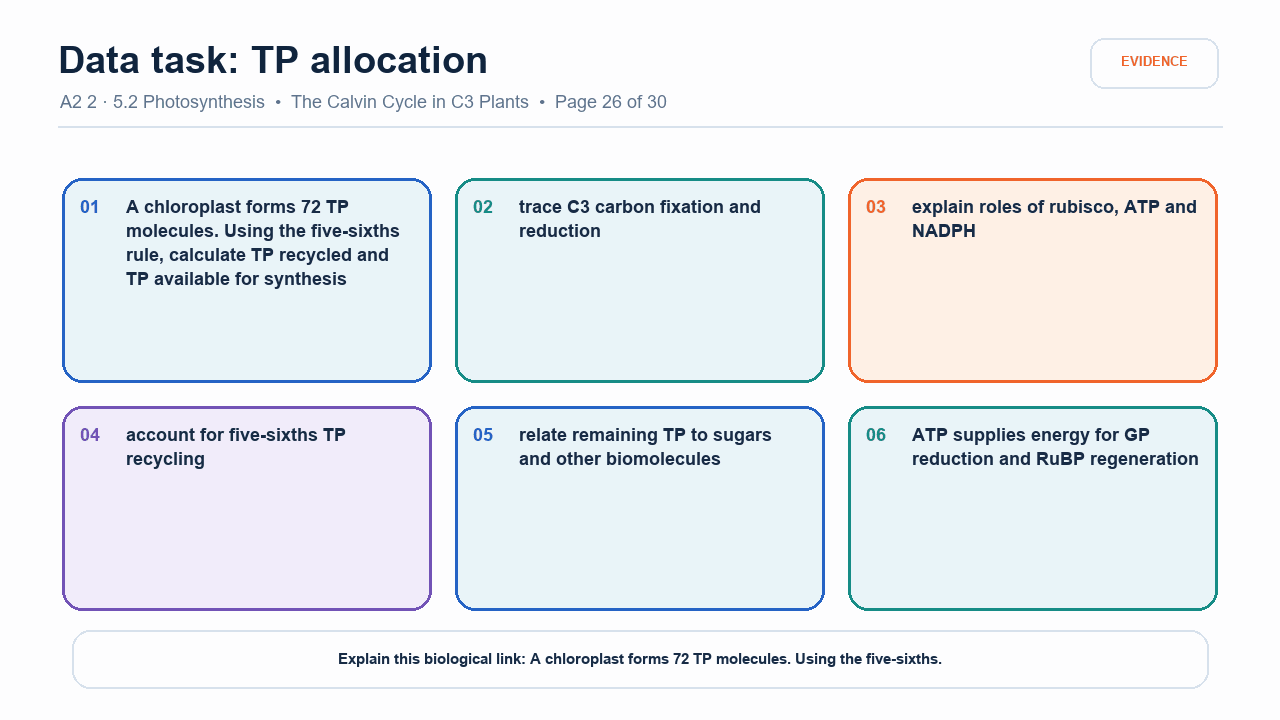 Data task: TP allocation
EVIDENCE
A2 2 · 5.2 Photosynthesis • The Calvin Cycle in C3 Plants • Page 26 of 30
01
A chloroplast forms 72 TP
molecules. Using the five-sixths
rule, calculate TP recycled and
TP available for synthesis
02
trace C3 carbon fixation and
reduction
03
explain roles of rubisco, ATP and
NADPH
04
account for five-sixths TP
recycling
05
relate remaining TP to sugars
and other biomolecules
06
ATP supplies energy for GP
reduction and RuBP regeneration
Explain this biological link: A chloroplast forms 72 TP molecules. Using the five-sixths.